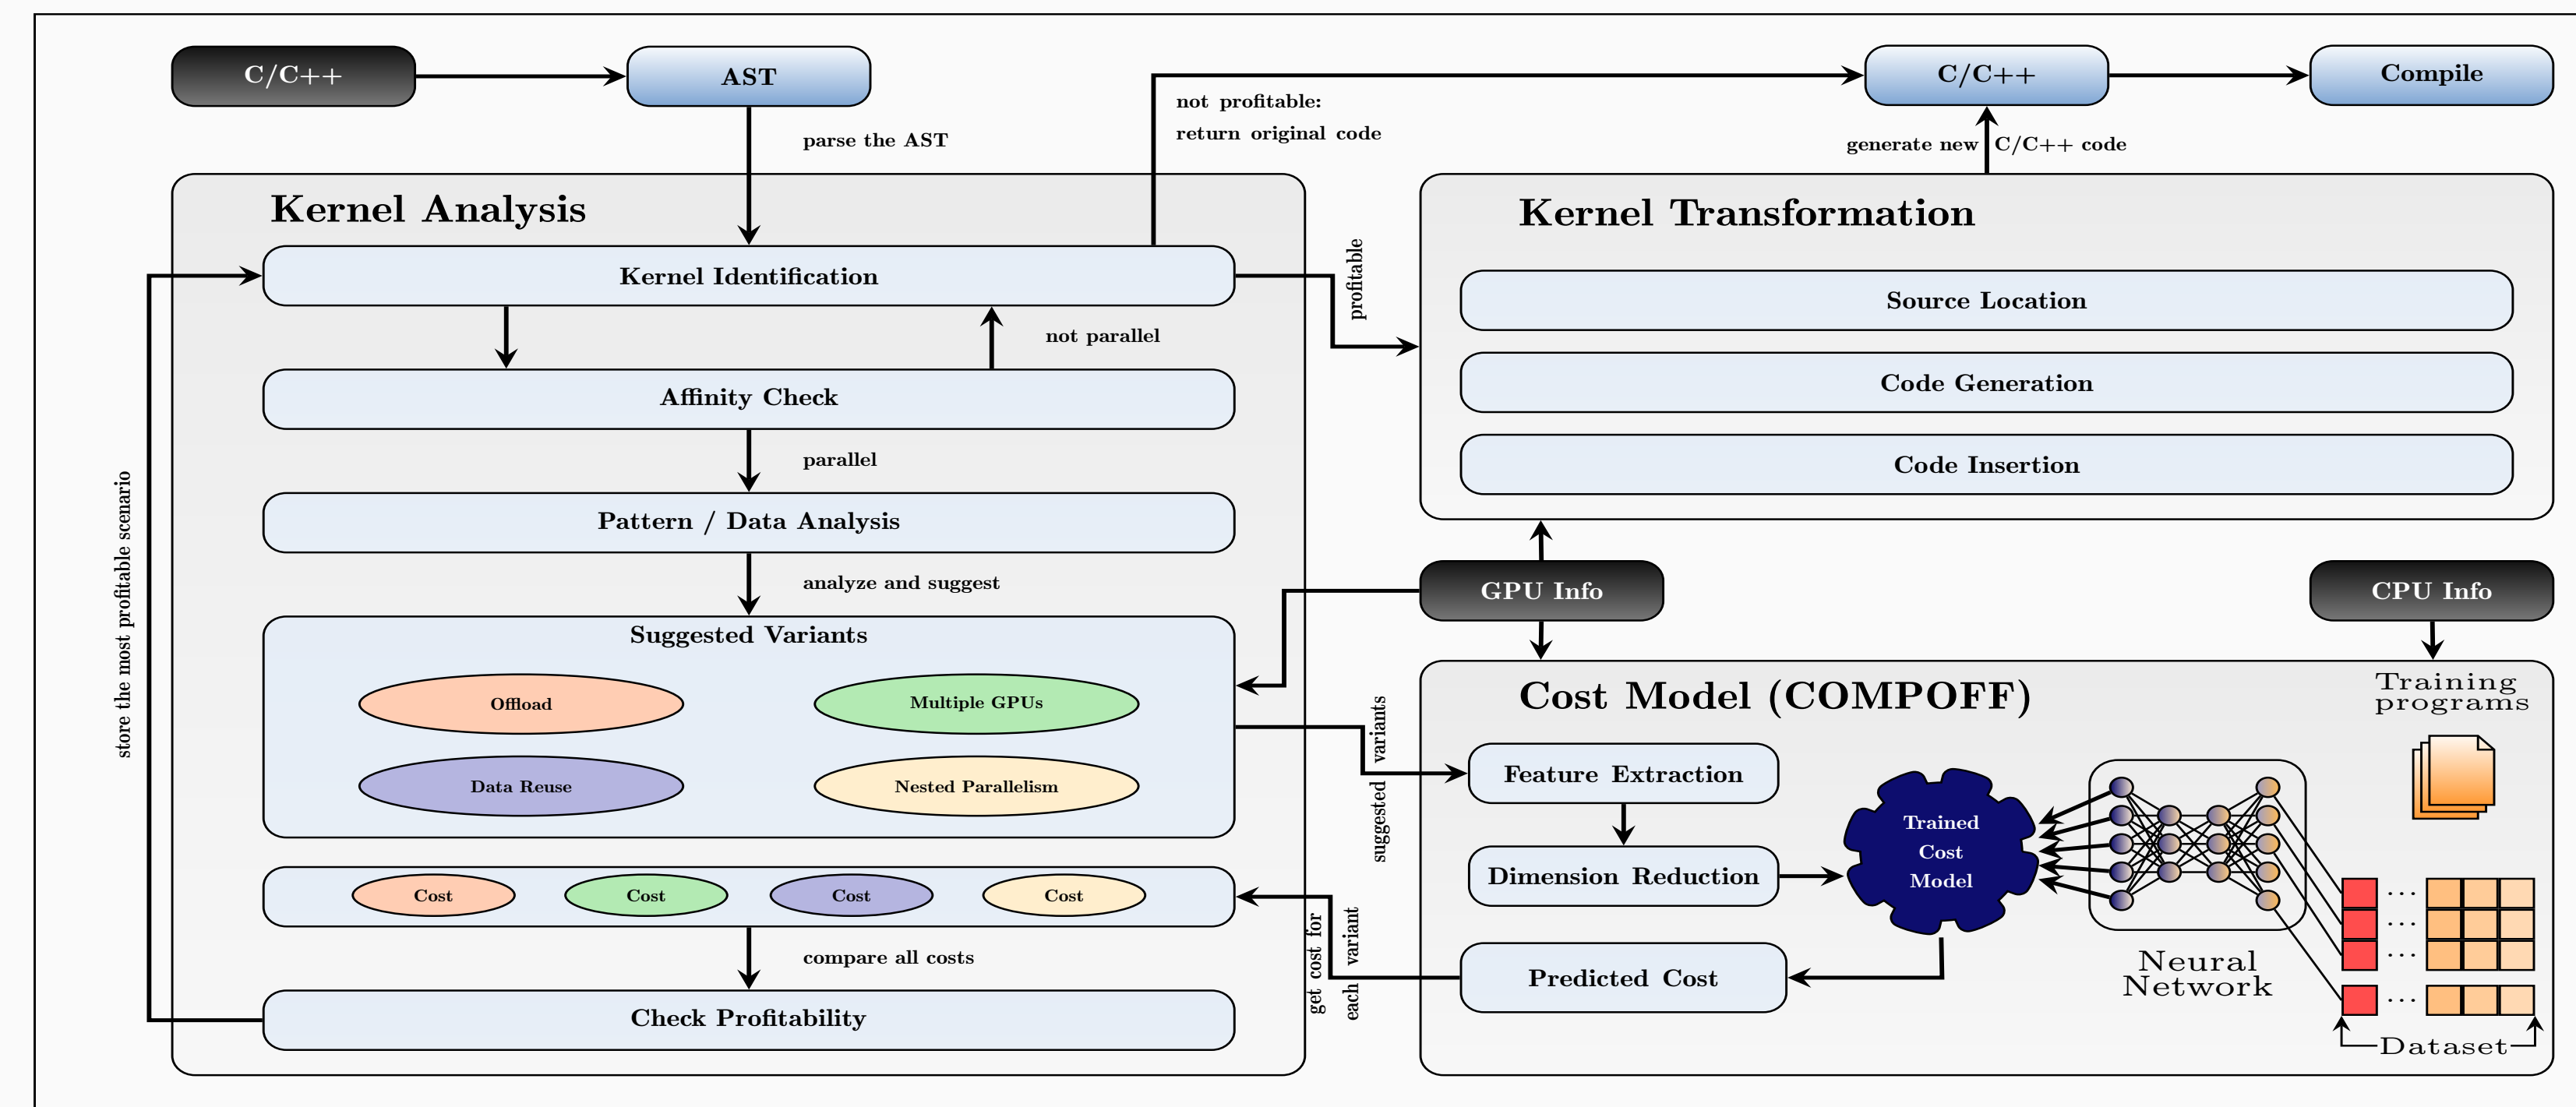 C/C++
AST
C/C++
Compile
not profitable:
return original code
parse the AST
generate new C/C++ code
Kernel Analysis
Kernel Identification
not parallel
Affinity Check
parallel
Pattern / Data Analysis
analyze and suggest
Suggested Variants
Offload
Multiple GPUs
Data Reuse
Nested Parallelism
Cost
Cost
Cost
Cost
compare all costs
Check Profitability
store the most profitable scenario
profitable
Kernel Transformation
Source Location
Code Generation
Code Insertion
GPU Info
CPU Info
suggested variants
get cost for
each variant
Cost Model (COMPOFF)
Training
programs
Feature Extraction
Dimension Reduction
Predicted Cost
Trained
Cost
Model
Neural
Network
...
...
...
...
Dataset